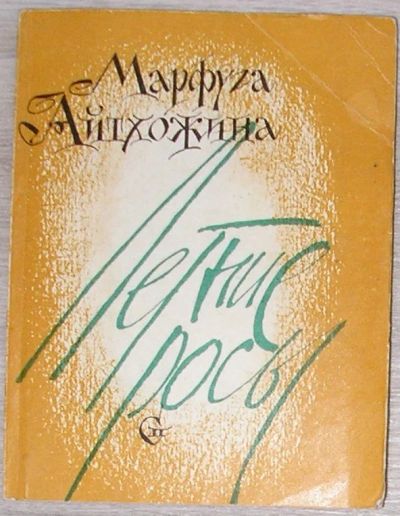 Марфуга
Айтхожина
Летние
росы